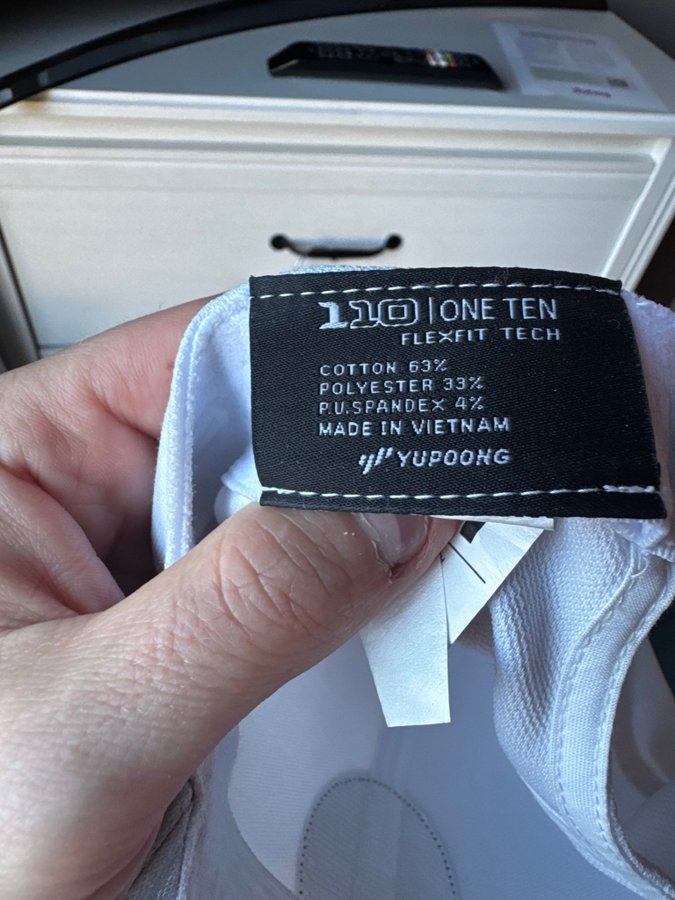 110 | ONE TEN
FLEXFIT TECH
COTTON 63%
POLYESTER 33%
P.U.SPANDEX 4%
MADE IN VIETNAM
YUPOONG